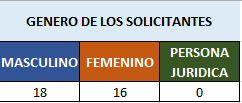 GENERO DE LOS SOLICITANTES
MASCULINO FEMENINO PERSONA JURIDICA
18 16 0